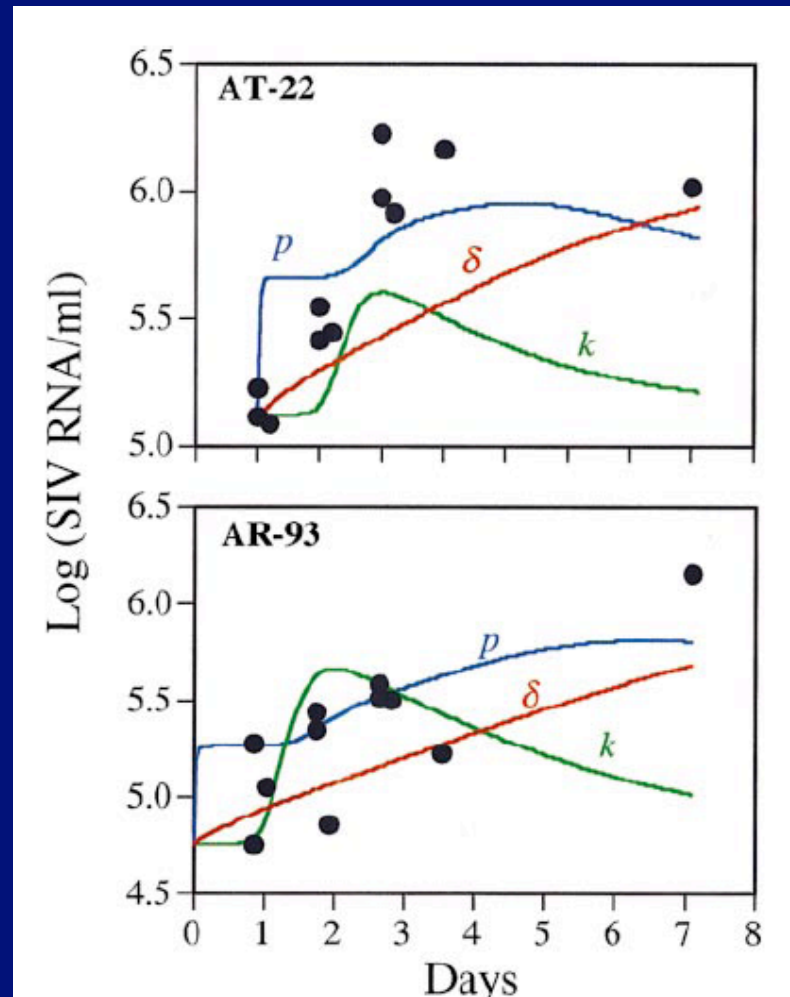 Log (SIV RNA/ml)
6.5
AT-22
6.0
p
δ
5.5
k
5.0
6.5
AR-93
6.0
p
5.5
δ
k
5.0
4.5
0 1 2 3 4 5 6 7 8
Days